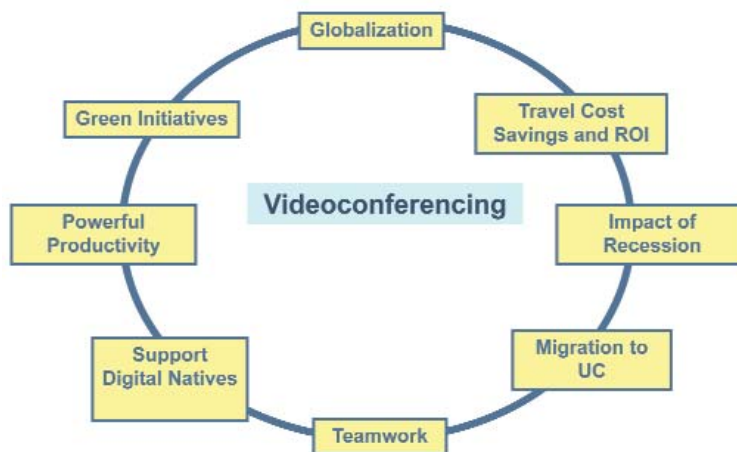 Globalization
Travel Cost
Savings and ROI
Impact of
Recession
Migration to
UC
Teamwork
Support
Digital Natives
Powerful
Productivity
Green Initiatives
Videoconferencing